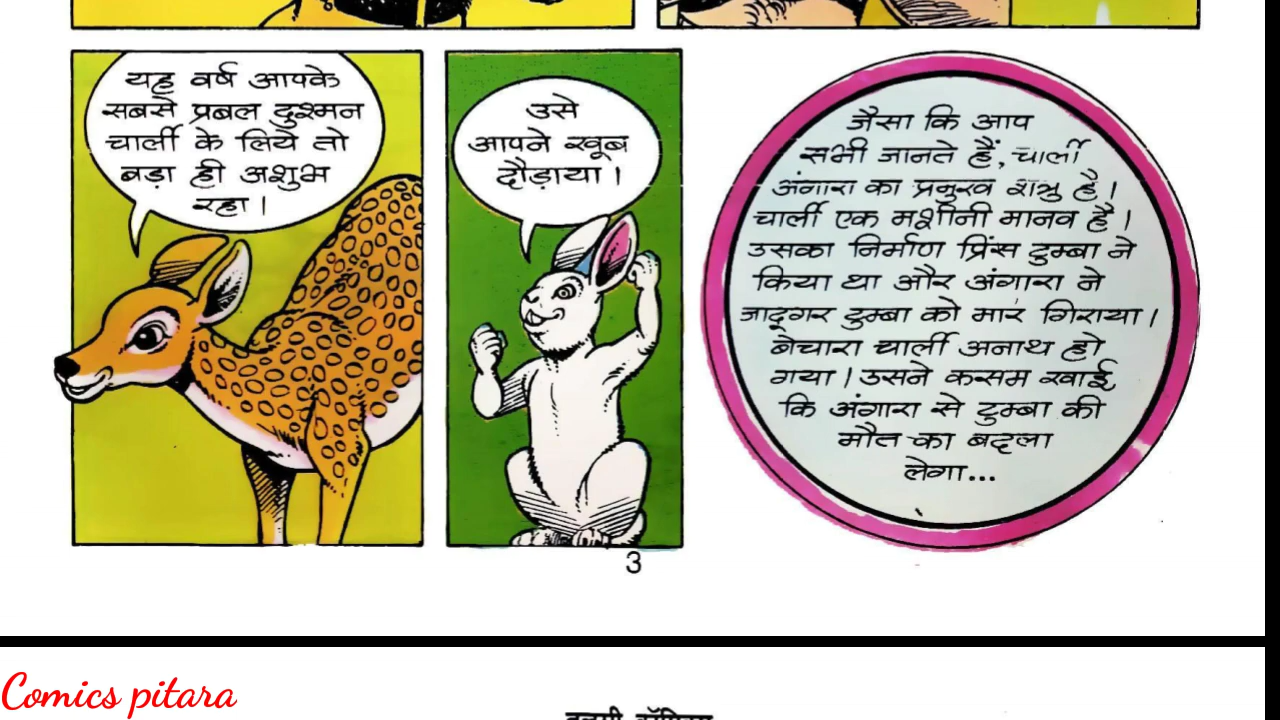 यह वर्ष आपके
सबसे प्रबल दुश्मन
चार्ली के लिये तो
बड़ा ही अशुभ
रहा।
उसे
आपने खूब
दौड़ाया।
जैसा कि आप
सभी जानते हैं, चार्ली
अंगारा का प्रमुख शत्रु है।
चार्ली एक मशीनी मानव है।
उसका निर्माण प्रिंस टुम्बा ने
किया था और अंगारा ने
जादूगर टुम्बा को मार गिराया।
बेचारा चार्ली अनाथ हो
गया। उसने कसम खाई
कि अंगारा से टुम्बा की
मौत का बदला
लेगा...
3
Comics pitara